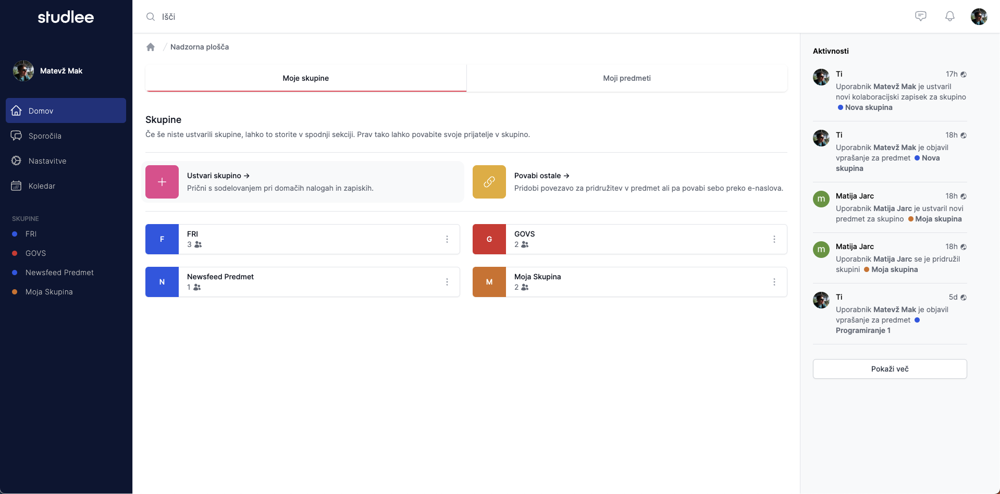 studlee
Matevž Mak
Domov
Sporočila
Nastavitve
Koledar
SKUPINE
FRI
GOVS
Newsfeed Predmet
Moja Skupina
Išči
/ Nadzorna plošča
Moje skupine
Moji predmeti
Skupine
Če še niste ustvarili skupine, lahko to storite v spodnji sekciji. Prav tako lahko povabite svoje prijatelje v skupino.
Ustvari skupino →
Prični s sodelovanjem pri domačih nalogah in zapiskih.
Povabi ostale →
Pridobi povezavo za pridružitev v predmet ali pa povabi sebo preko e-naslova.
F
FRI
3
G
GOVS
2
N
Newsfeed Predmet
1
M
Moja Skupina
2
Aktivnosti
Ti 17h
Uporabnik Matevž Mak je ustvaril
novi kolaboracijski zapisek za skupino
Nova skupina
Ti 18h
Uporabnik Matevž Mak je objavil
vprašanje za predmet Nova
skupina
m
Matija Jarc 18h
Uporabnik Matija Jarc je ustvaril novi
predmet za skupino Moja skupina
m
Matija Jarc 18h
Uporabnik Matija Jarc se je pridružil
skupini Moja skupina
Ti 5d
Uporabnik Matevž Mak je objavil
vprašanje za predmet
Programiranje 1
Pokaži več